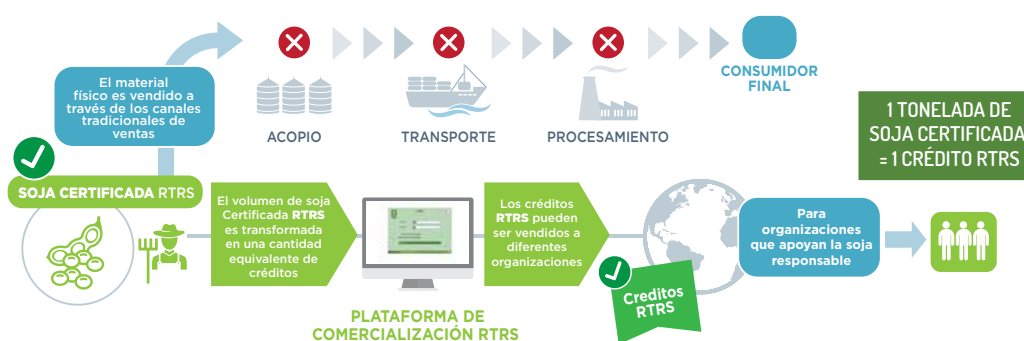 El material
físico es vendido a
través de los canales
tradicionales de
ventas
ACOPIO
TRANSPORTE
PROCESAMIENTO
CONSUMIDOR
FINAL
1 TONELADA DE
SOJA CERTIFICADA
= 1 CRÉDITO RTRS
SOJA CERTIFICADA RTRS
El volumen de soja
Certificada RTRS
es transformada
en una cantidad
equivalente de
créditos
PLATAFORMA DE
COMERCIALIZACIÓN RTRS
Los créditos
RTRS pueden
ser vendidos a
diferentes
organizaciones
Creditos
RTRS
Para
organizaciones
que apoyan la soja
responsable